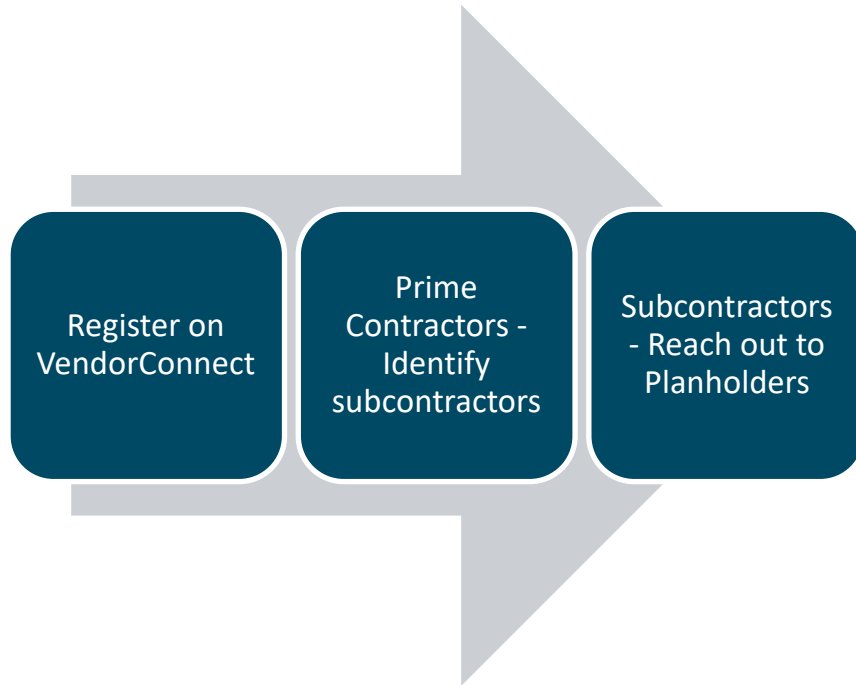 Register on
VendorConnect
Prime
Contractors -
Identify
subcontractors
Subcontractors
- Reach out to
Planholders